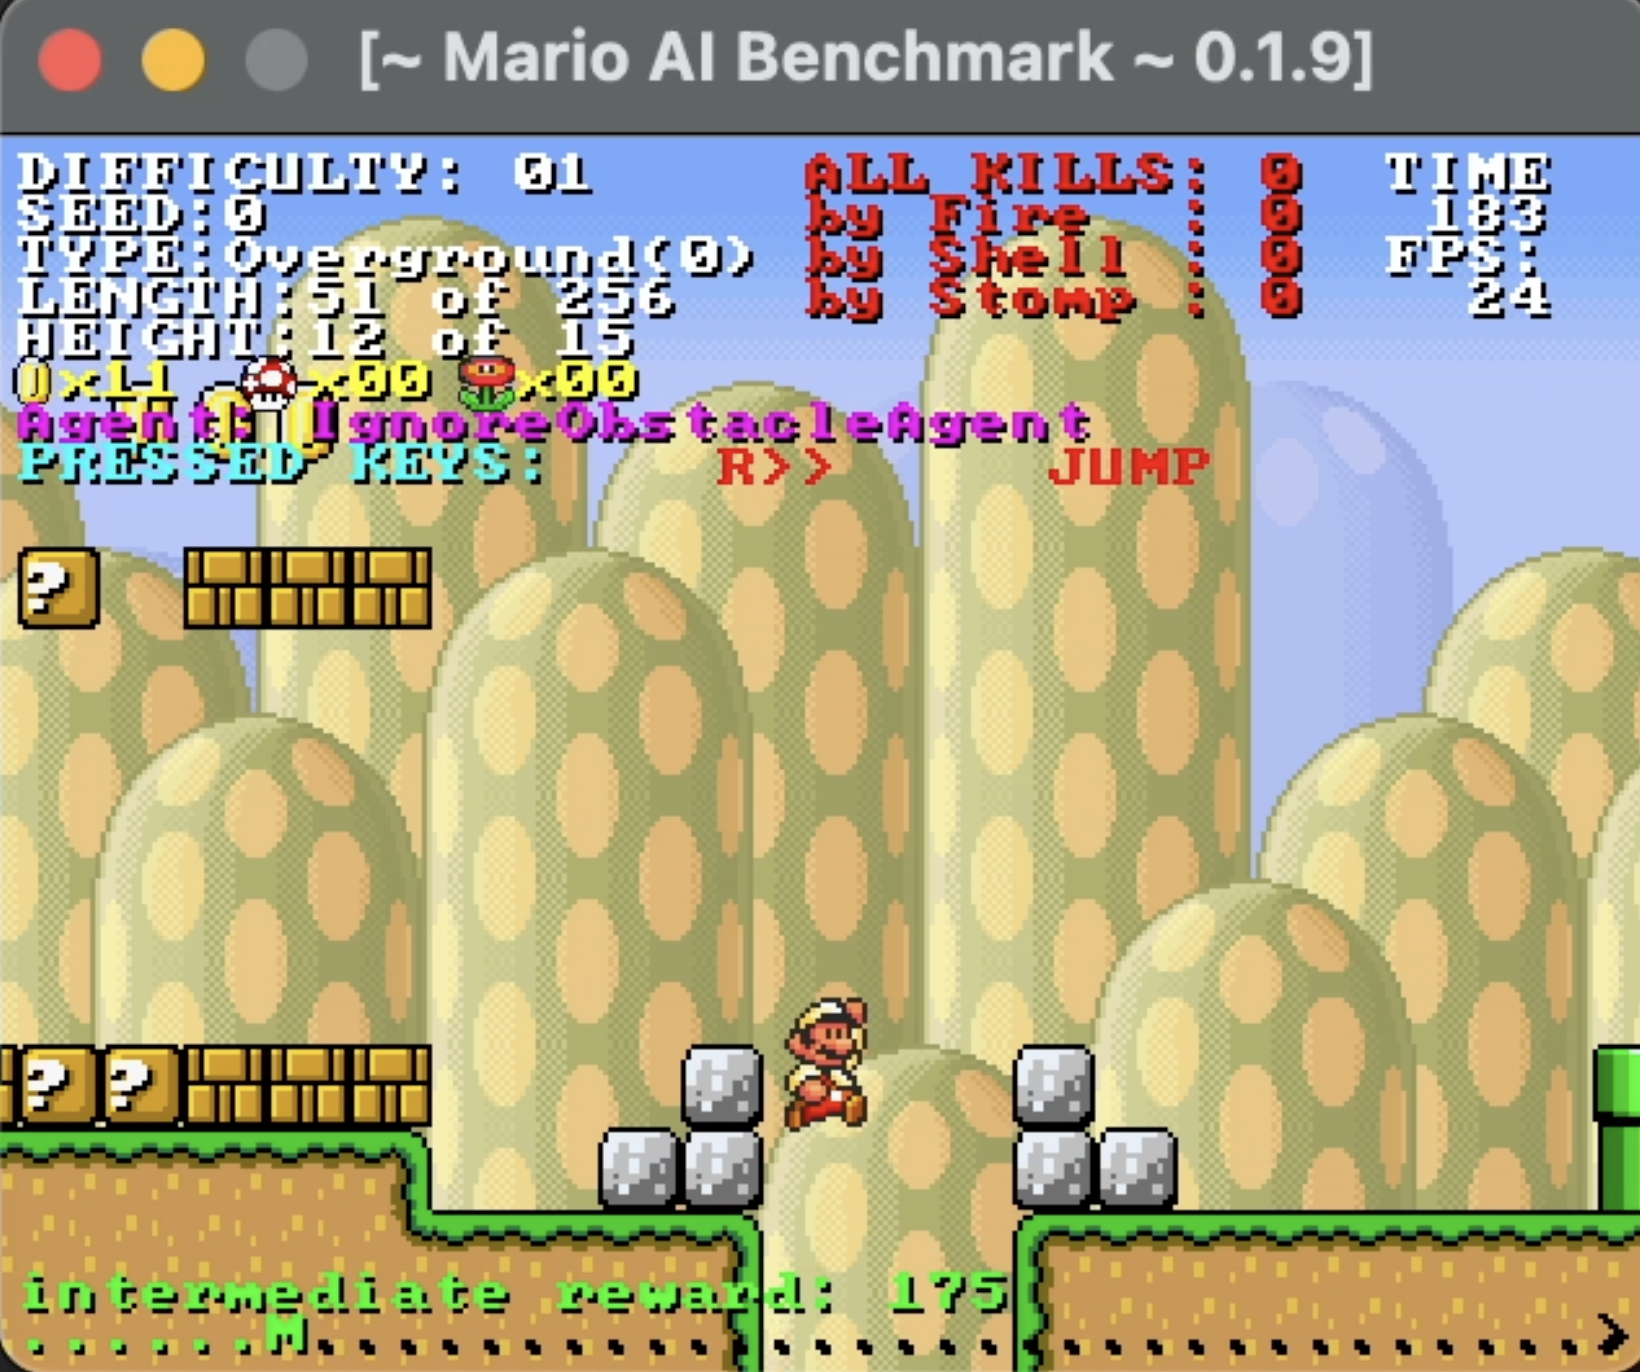 [~ Mario AI Benchmark ~ 0.1.9]
DIFFICULTY: 01 ALL KILLS: 0 TIME
SEED:0 by Fire : 0 183
TYPE:Overground(0) by Shell : 0 FPS:
LENGTH:51 of 256 by Stomp : 0 24
HEIGHT:12 of 15
x11 x00 x00
Agent: IgnoreObstacleAgent
PRESSED KEYS: R>> JUMP
?
? ?
intermediate reward: 175
......M................................>